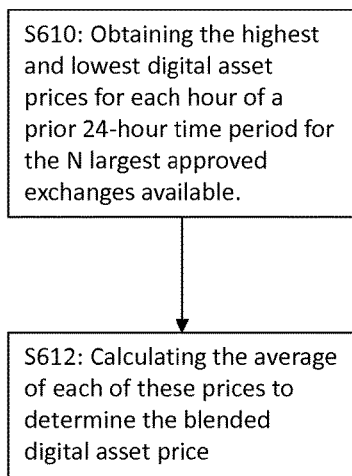 S610: Obtaining the highest
and lowest digital asset
prices for each hour of a
prior 24-hour time period for
the N largest approved
exchanges available.
S612: Calculating the average
of each of these prices to
determine the blended
digital asset price